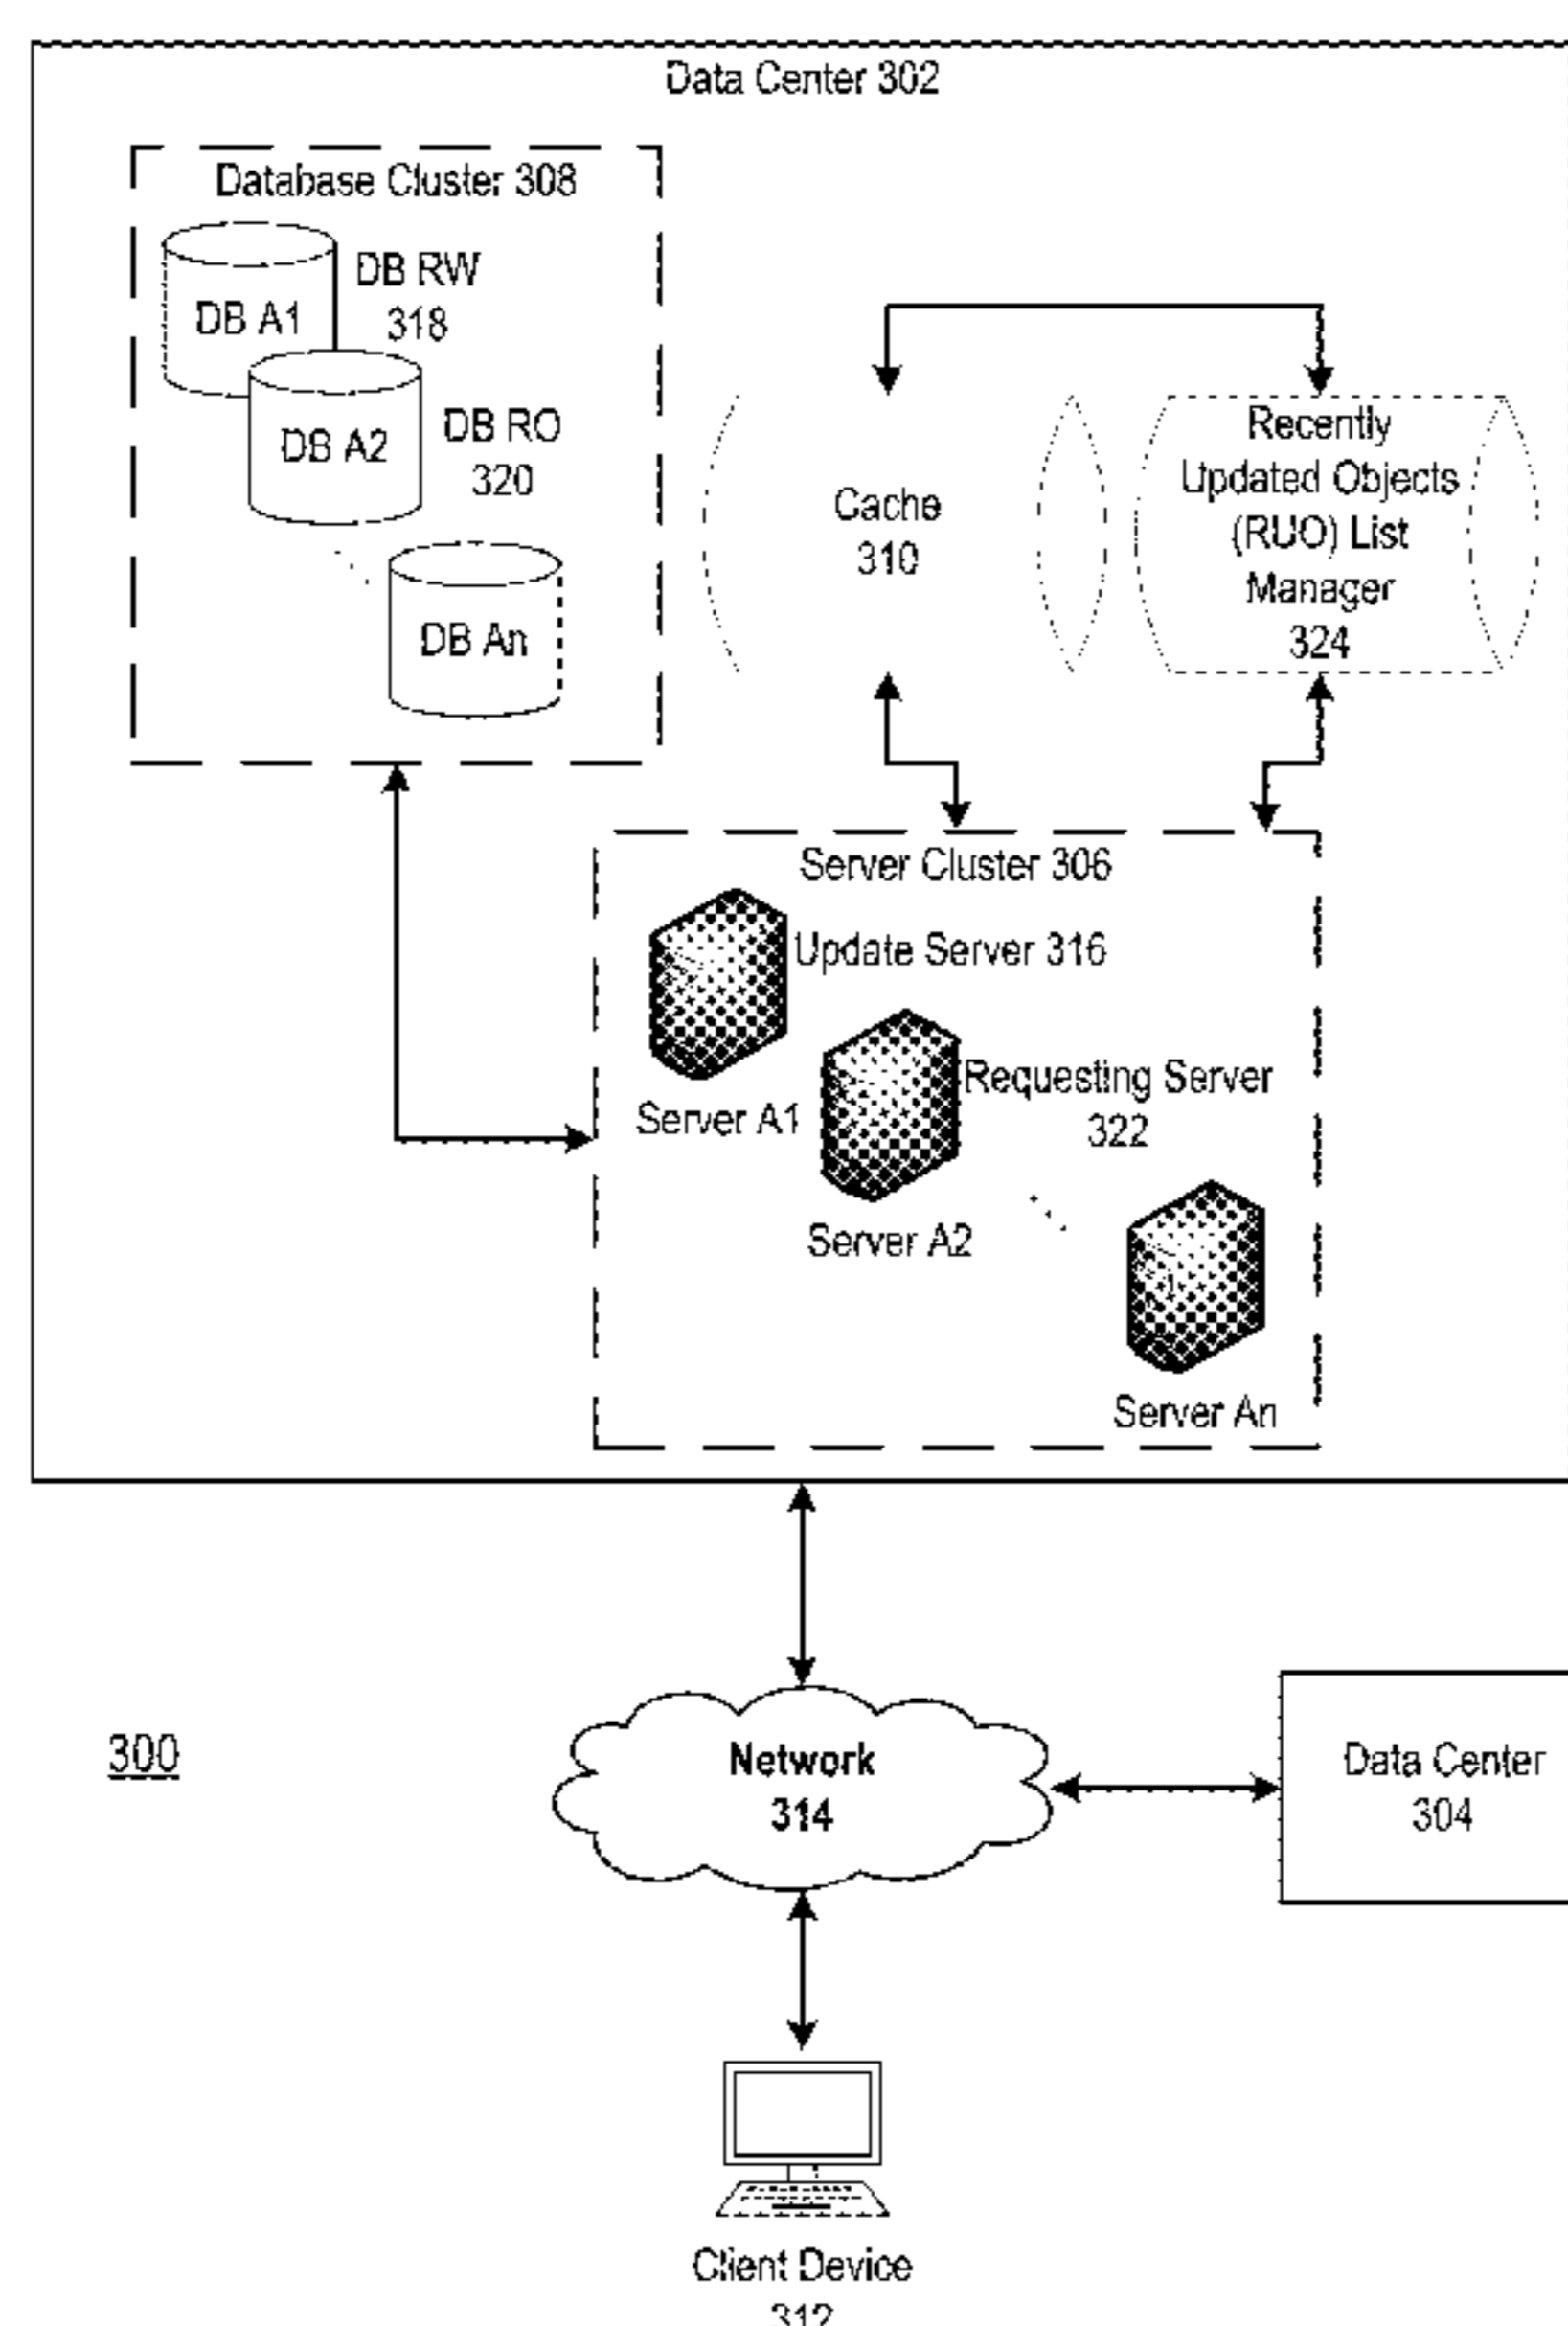 Data Center 302
Database Cluster 308
DB RW
318
DB A1
DB RO
320
DB A2
DB An
Cache
310
Recently
Updated Objects
(RUO) List
Manager
324
Server Cluster 306
Update Server 316
Server A1
Requesting Server
322
Server A2
Server An
300
Network
314
Data Center
304
Client Device
312